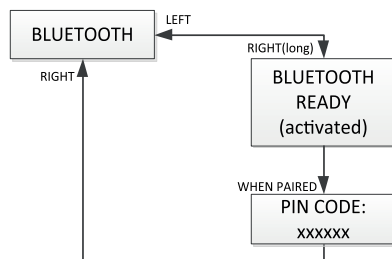 LEFT
BLUETOOTH
RIGHT(long)
RIGHT
BLUETOOTH
READY
(activated)
WHEN PAIRED
PIN CODE:
xxxxxx